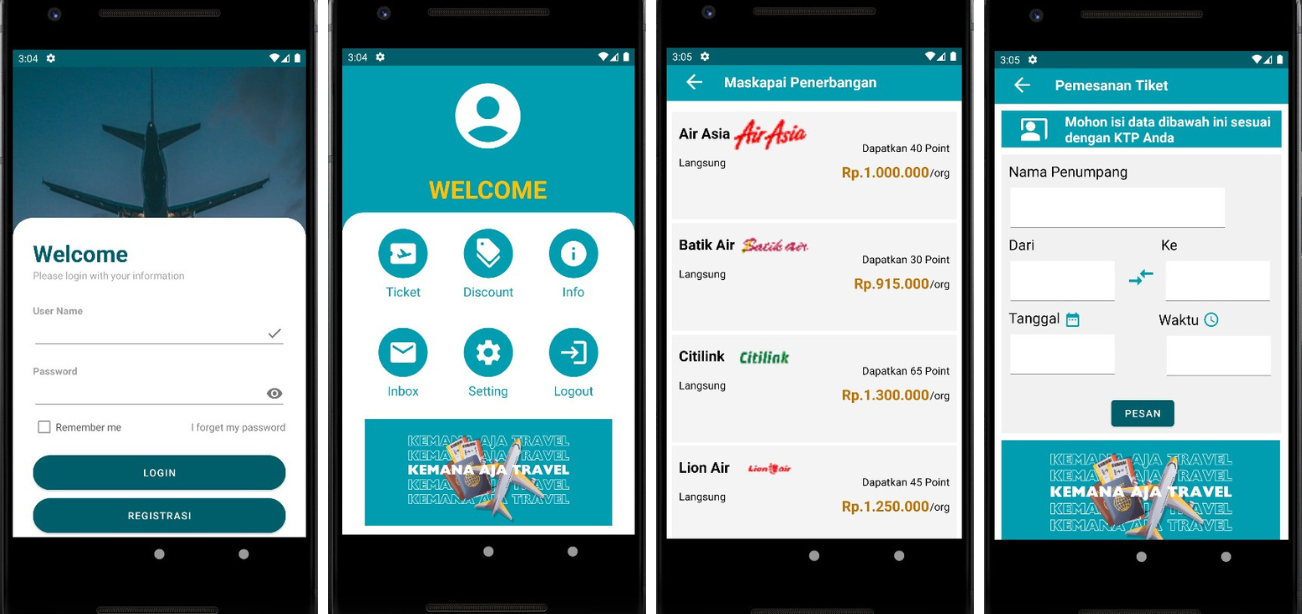 3:04
Welcome
Please login with your information
User Name
Password
Remember me
I forget my password
LOGIN
REGISTRASI
3:04
WELCOME
Ticket
Discount
Info
Inbox
Setting
Logout
KEMANA AJA TRAVEL
KEMANA AJA TRAVEL
KEMANA AJA TRAVEL
KEMANA AJA TRAVEL
KEMANA AJA TRAVEL
3:05
Maskapai Penerbangan
Air Asia AirAsia
Dapatkan 40 Point
Langsung
Rp.1.000.000/org
Batik Air Batik air
Dapatkan 30 Point
Langsung
Rp.915.000/org
Citilink Citilink
Dapatkan 65 Point
Langsung
Rp.1.300.000/org
Lion Air Lion air
Dapatkan 45 Point
Langsung
Rp.1.250.000/org
3:05
Pemesanan Tiket
Mohon isi data dibawah ini sesuai
dengan KTP Anda
Nama Penumpang
Dari
Ke
Tanggal
Waktu
PESAN
KEMANA AJA TRAVEL
KEMANA AJA TRAVEL
KEMANA AJA TRAVEL
KEMANA AJA TRAVEL
KEMANA AJA TRAVEL